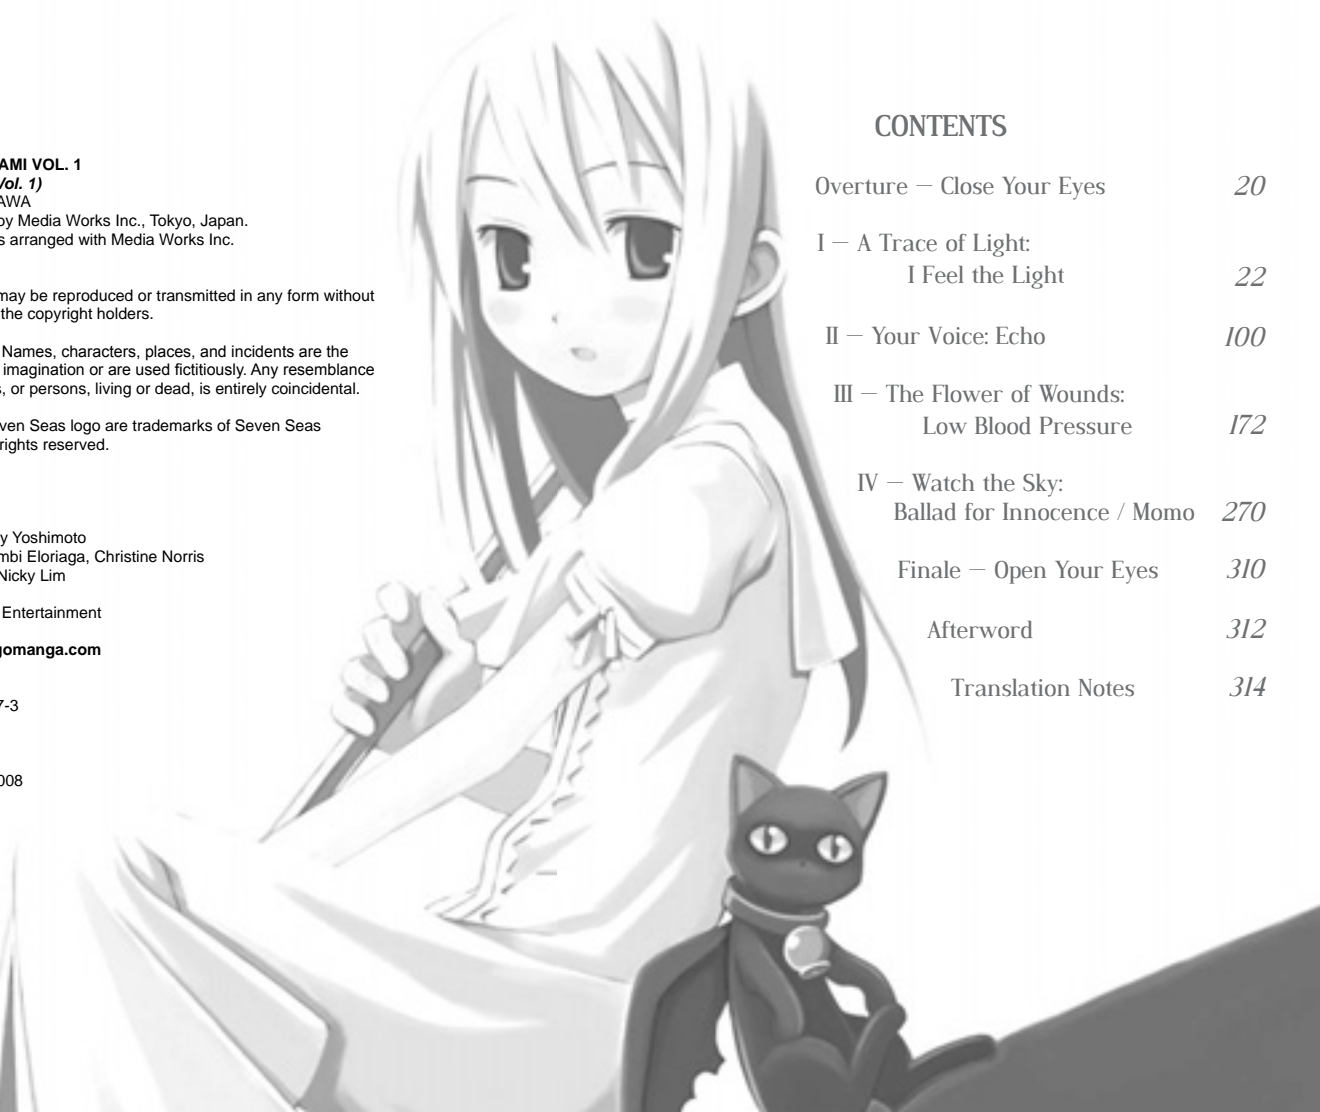 AMI VOL. 1
Vol. 1)
AWA
by Media Works Inc., Tokyo, Japan.
s arranged with Media Works Inc.
may be reproduced or transmitted in any form without
the copyright holders.
Names, characters, places, and incidents are the
imagination or are used fictitiously. Any resemblance
s, or persons, living or dead, is entirely coincidental.
ven Seas logo are trademarks of Seven Seas
rights reserved.
y Yoshimoto
mbi Eloriaga, Christine Norris
Nicky Lim
Entertainment
gomanga.com
7-3
008
CONTENTS
Overture — Close Your Eyes 20
I — A Trace of Light:
I Feel the Light 22
II — Your Voice: Echo 100
III — The Flower of Wounds:
Low Blood Pressure 172
IV — Watch the Sky:
Ballad for Innocence / Momo 270
Finale — Open Your Eyes 310
Afterword 312
Translation Notes 314